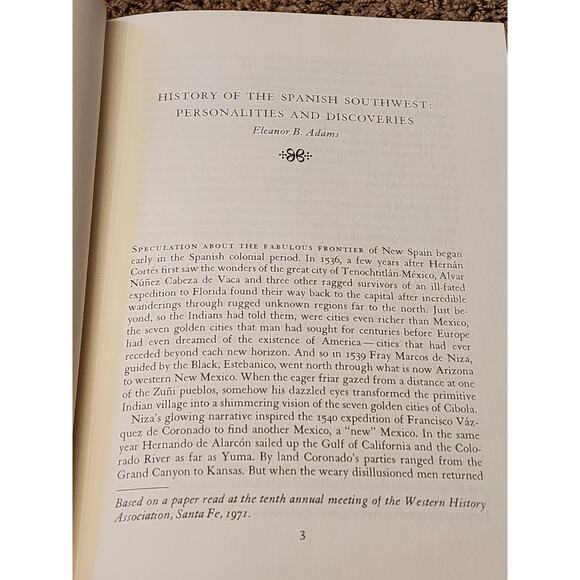 HISTORY OF THE SPANISH SOUTHWEST:
PERSONALITIES AND DISCOVERIES
Eleanor B. Adams
SPECULATION ABOUT THE FABULOUS FRONTIER of New Spain began
early in the Spanish colonial period. In 1536, a few years after Hernán
Cortés first saw the wonders of the great city of Tenochtitlán-México, Alvar
Núñez Cabeza de Vaca and three other ragged survivors of an ill-fated
expedition to Florida found their way back to the capital after incredible
wanderings through rugged unknown regions far to the north. Just be-
yond, so the Indians had told them, were cities even richer than Mexico,
the seven golden cities that man had sought for centuries before Europe
had even dreamed of the existence of America—cities that had ever
receded beyond each new horizon. And so in 1539 Fray Marcos de Niza,
guided by the Black, Estebanico, went north through what is now Arizona
to western New Mexico. When the eager friar gazed from a distance at one
of the Zuñi pueblos, somehow his dazzled eyes transformed the primitive
Indian village into a shimmering vision of the seven golden cities of Cibola.
Niza's glowing narrative inspired the 1540 expedition of Francisco Váz-
quez de Coronado to find another Mexico, a "new" Mexico. In the same
year Hernando de Alarcón sailed up the Gulf of California and the Colo-
rado River as far as Yuma. By land Coronado's parties ranged from the
Grand Canyon to Kansas. But when the weary disillusioned men returned
Based on a paper read at the tenth annual meeting of the Western History
Association, Santa Fe, 1971.
3